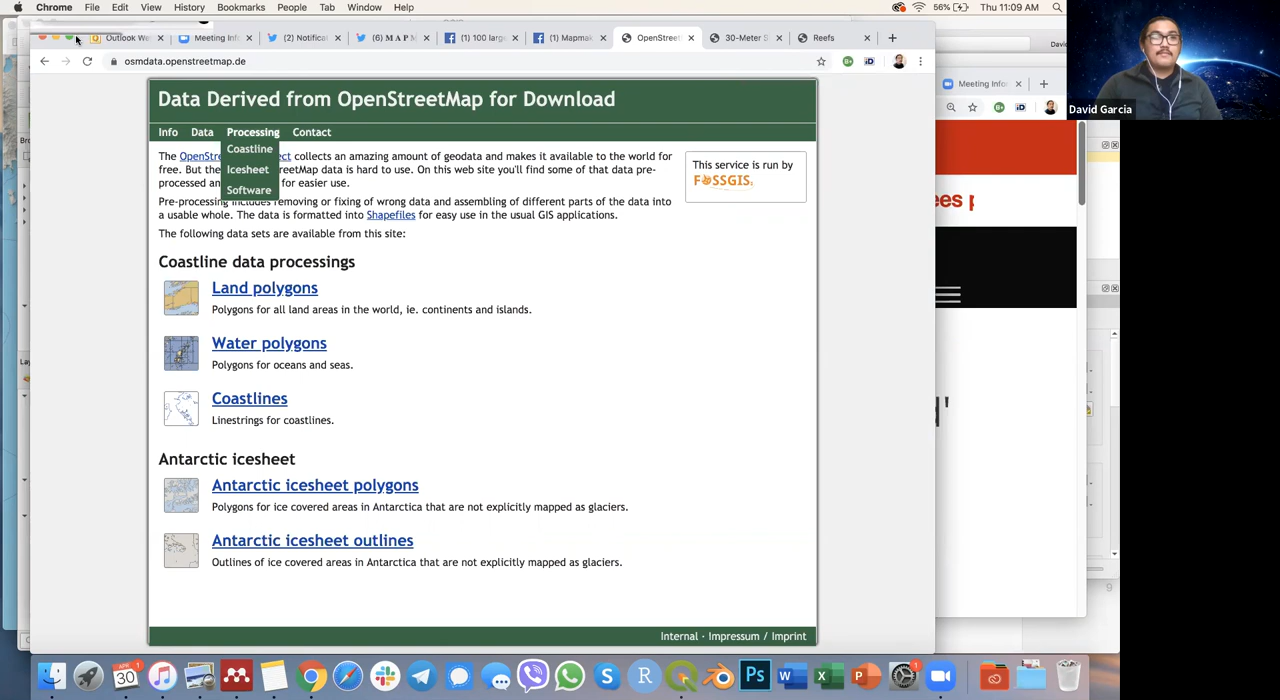 Chrome File Edit View History Bookmarks People Tab Window Help
56% Thu 11:09 AM
Outlook We
Meeting Info
(2) Notificat
(6) M A P M
(1) 100 larg
(1) Mapmak
OpenStreet
30-Meter S
Reefs
osmdata.openstreetmap.de
Meeting Info
David Garcia
Data Derived from OpenStreetMap for Download
Info Data Processing Contact
Coastline
Icesheet
Software
The OpenStre ct collects an amazing amount of geodata and makes it available to the world for
free. But the reetMap data is hard to use. On this web site you'll find some of that data pre-
processed an for easier use.
Pre-processing includes removing or fixing of wrong data and assembling of different parts of the data into
a usable whole. The data is formatted into Shapefiles for easy use in the usual GIS applications.
The following data sets are available from this site:
This service is run by
FOSSGIS
Coastline data processings
Land polygons
Polygons for all land areas in the world, ie. continents and islands.
Water polygons
Polygons for oceans and seas.
Coastlines
Linestrings for coastlines.
Antarctic icesheet
Antarctic icesheet polygons
Polygons for ice covered areas in Antarctica that are not explicitly mapped as glaciers.
Antarctic icesheet outlines
Outlines of ice covered areas in Antarctica that are not explicitly mapped as glaciers.
Internal · Impressum / Imprint
ees
APR
30
1
R
Ps
W
X
P
1